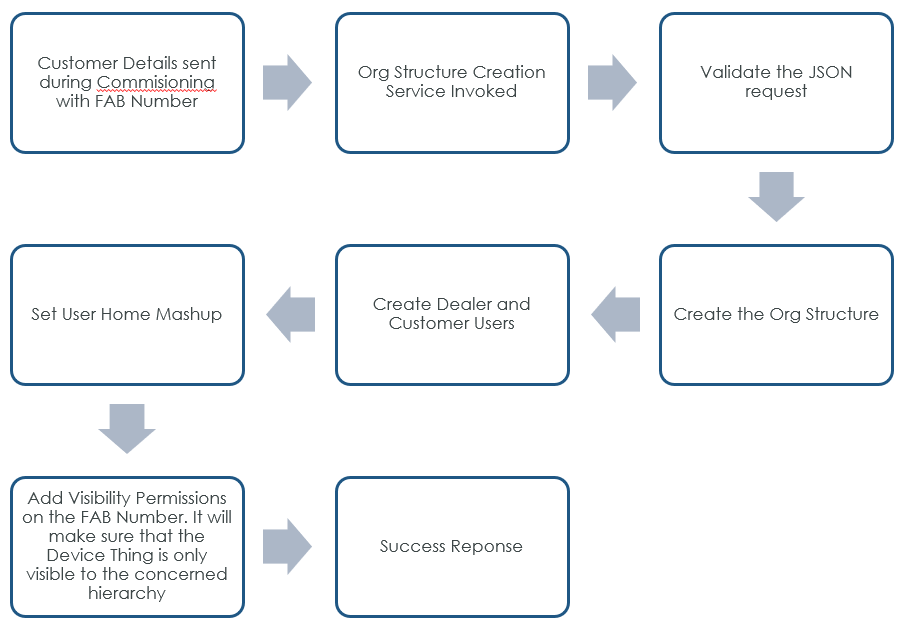 Customer Details sent
during Commisioning
with FAB Number
Org Structure Creation
Service Invoked
Validate the JSON
request
Create the Org Structure
Create Dealer and
Customer Users
Set User Home Mashup
Add Visibility Permissions
on the FAB Number. It will
make sure that the
Device Thing is only
visible to the concerned
hierarchy
Success Reponse